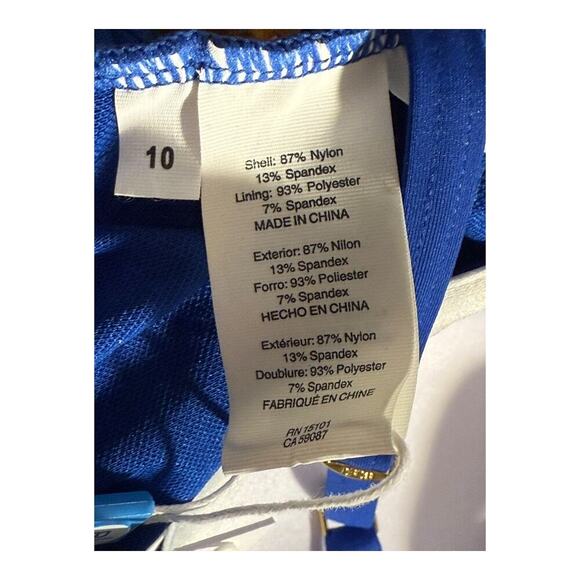 10
Shell: 87% Nylon
13% Spandex
Lining: 93% Polyester
7% Spandex
MADE IN CHINA
Exterior: 87% Nilon
13% Spandex
Forro: 93% Poliester
7% Spandex
HECHO EN CHINA
Extérieur: 87% Nylon
13% Spandex
Doublure: 93% Polyester
7% Spandex
FABRIQUÉ EN CHINE
RN 15101
CA 59087